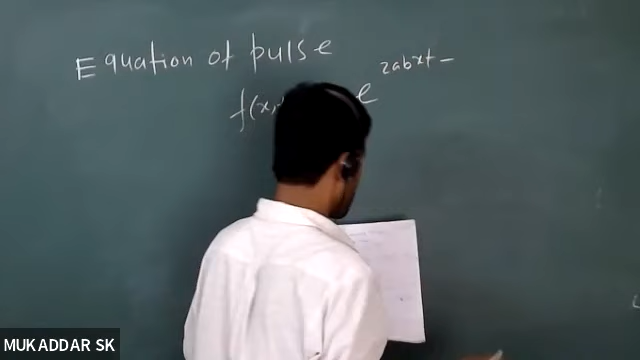 Equation of pulse
f(x, e^2abxt -
MUKADDAR SK